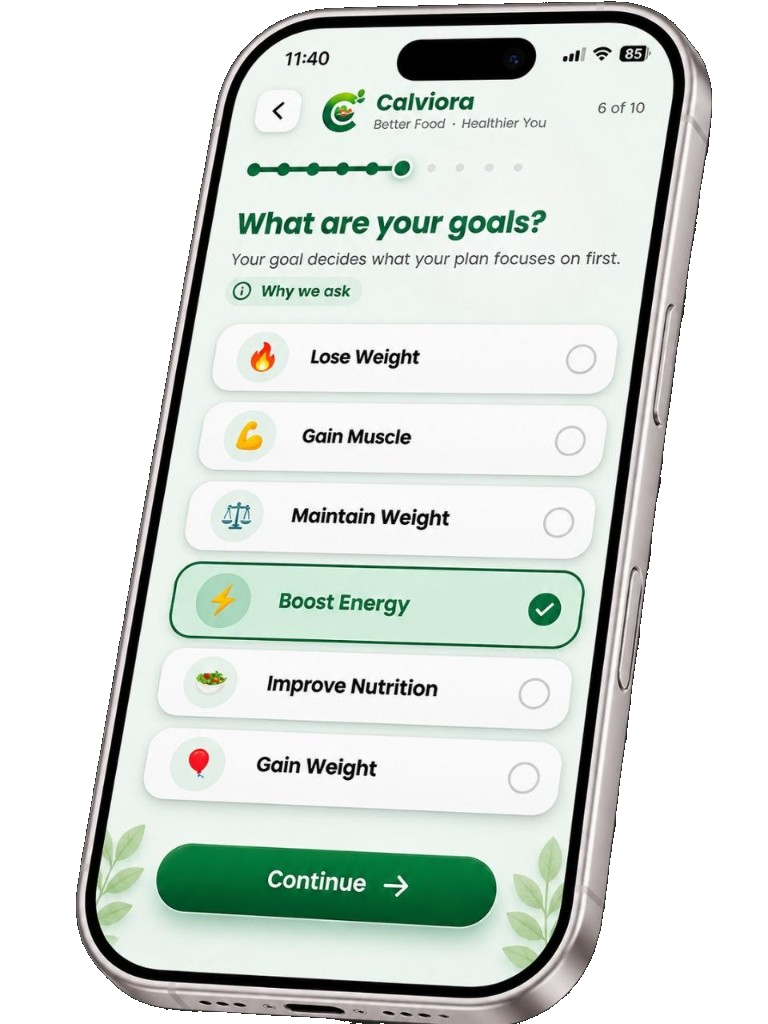 11:40
85
Calviora
Better Food · Healthier You
6 of 10
What are your goals?
Your goal decides what your plan focuses on first.
Why we ask
Lose Weight
Gain Muscle
Maintain Weight
Boost Energy
Improve Nutrition
Gain Weight
Continue →